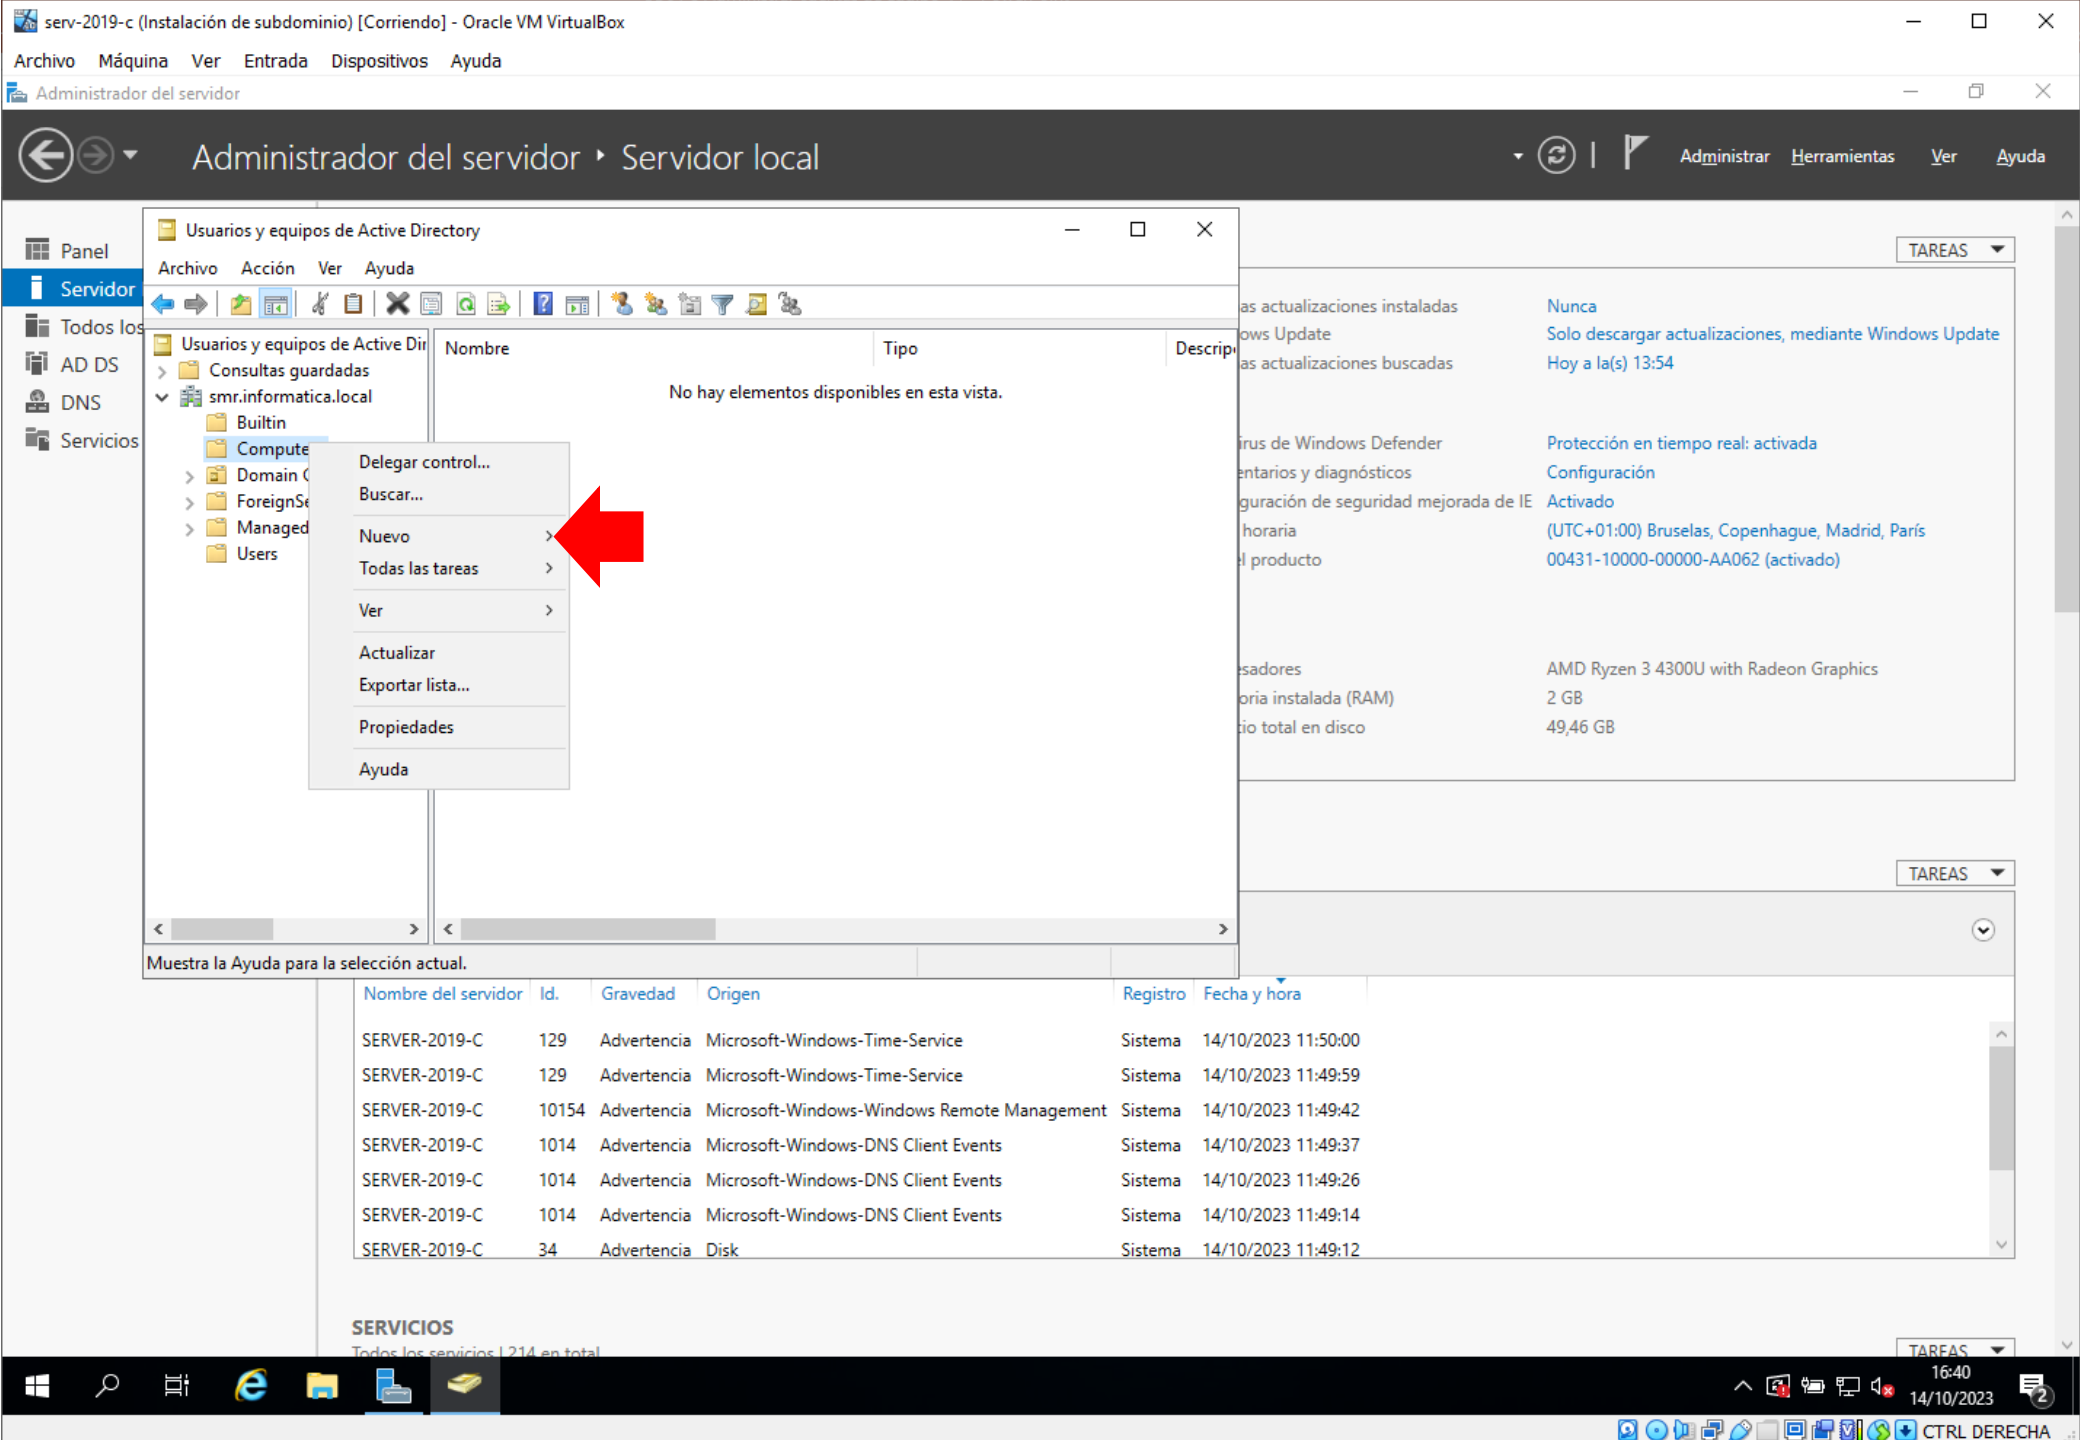 serv-2019-c (Instalación de subdominio) [Corriendo] - Oracle VM VirtualBox
Archivo Máquina Ver Entrada Dispositivos Ayuda
Administrador del servidor
Administrador del servidor Servidor local
Administrar Herramientas Ver Ayuda
Panel
Servidor
Todos los
AD DS
DNS
Servicios
Usuarios y equipos de Active Directory
Archivo Acción Ver Ayuda
Usuarios y equipos de Active Dir
Consultas guardadas
smr.informatica.local
Builtin
Compute
Domain
ForeignSe
Managed
Users
Nombre Tipo Descrip
No hay elementos disponibles en esta vista.
Delegar control...
Buscar...
Nuevo
Todas las tareas
Ver
Actualizar
Exportar lista...
Propiedades
Ayuda
Muestra la Ayuda para la selección actual.
TAREAS
as actualizaciones instaladas Nunca
ows Update Solo descargar actualizaciones, mediante Windows Update
as actualizaciones buscadas Hoy a la(s) 13:54
irus de Windows Defender Protección en tiempo real: activada
entarios y diagnósticos Configuración
guración de seguridad mejorada de IE Activado
horaria (UTC+01:00) Bruselas, Copenhague, Madrid, París
l producto 00431-10000-00000-AA062 (activado)
sadores AMD Ryzen 3 4300U with Radeon Graphics
oria instalada (RAM) 2 GB
io total en disco 49,46 GB
TAREAS
Nombre del servidor Id. Gravedad Origen Registro Fecha y hora
SERVER-2019-C 129 Advertencia Microsoft-Windows-Time-Service Sistema 14/10/2023 11:50:00
SERVER-2019-C 129 Advertencia Microsoft-Windows-Time-Service Sistema 14/10/2023 11:49:59
SERVER-2019-C 10154 Advertencia Microsoft-Windows-Windows Remote Management Sistema 14/10/2023 11:49:42
SERVER-2019-C 1014 Advertencia Microsoft-Windows-DNS Client Events Sistema 14/10/2023 11:49:37
SERVER-2019-C 1014 Advertencia Microsoft-Windows-DNS Client Events Sistema 14/10/2023 11:49:26
SERVER-2019-C 1014 Advertencia Microsoft-Windows-DNS Client Events Sistema 14/10/2023 11:49:14
SERVER-2019-C 34 Advertencia Disk Sistema 14/10/2023 11:49:12
SERVICIOS
Todos los servicios | 214 en total
TAREAS
16:40
14/10/2023
2
CTRL DERECHA